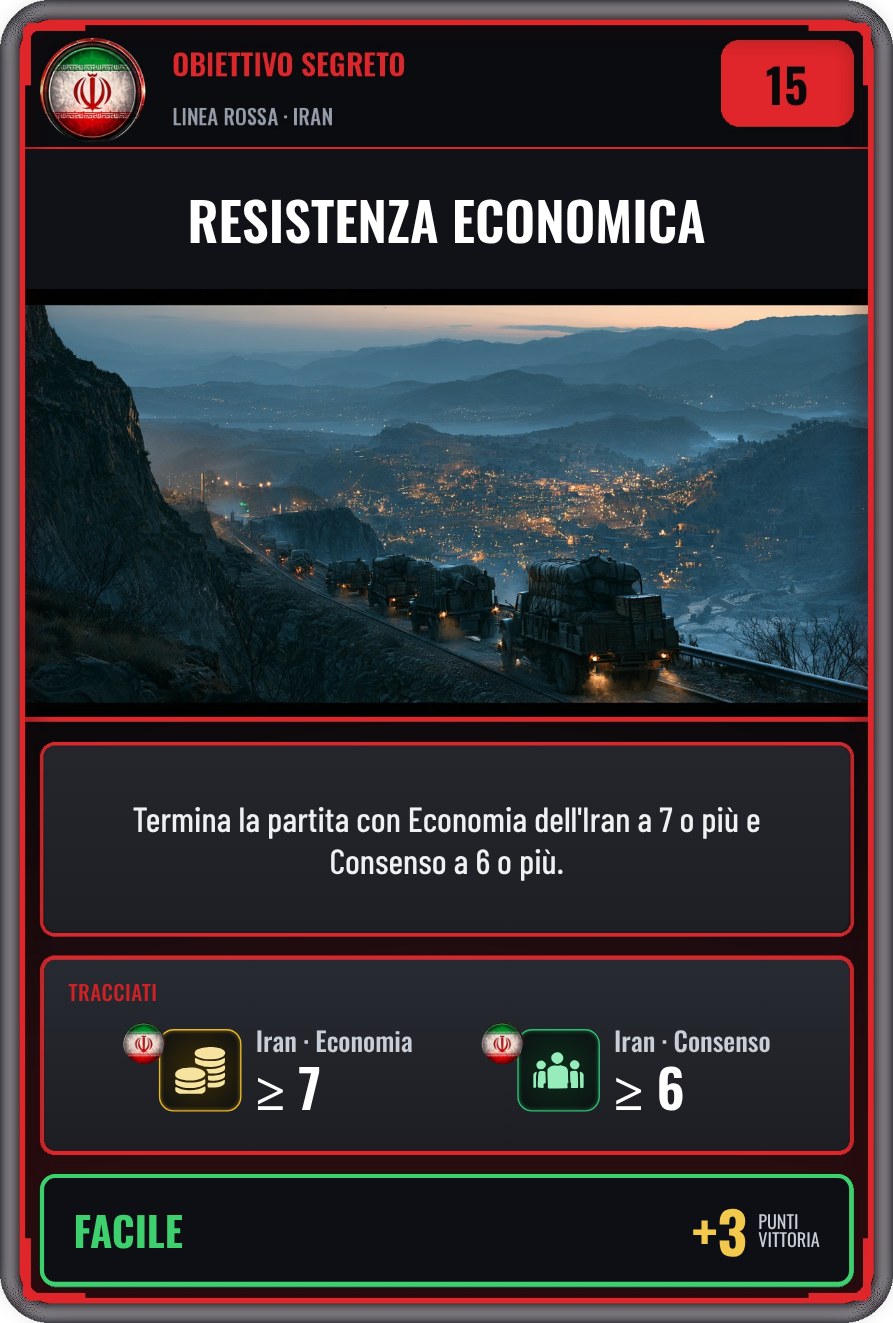 OBIETTIVO SEGRETO
LINEA ROSSA · IRAN
15
RESISTENZA ECONOMICA
Termina la partita con Economia dell'Iran a 7 o più e
Consenso a 6 o più.
TRACCIATI
Iran · Economia
≥ 7
Iran · Consenso
≥ 6
FACILE
+3
PUNTI
VITTORIA